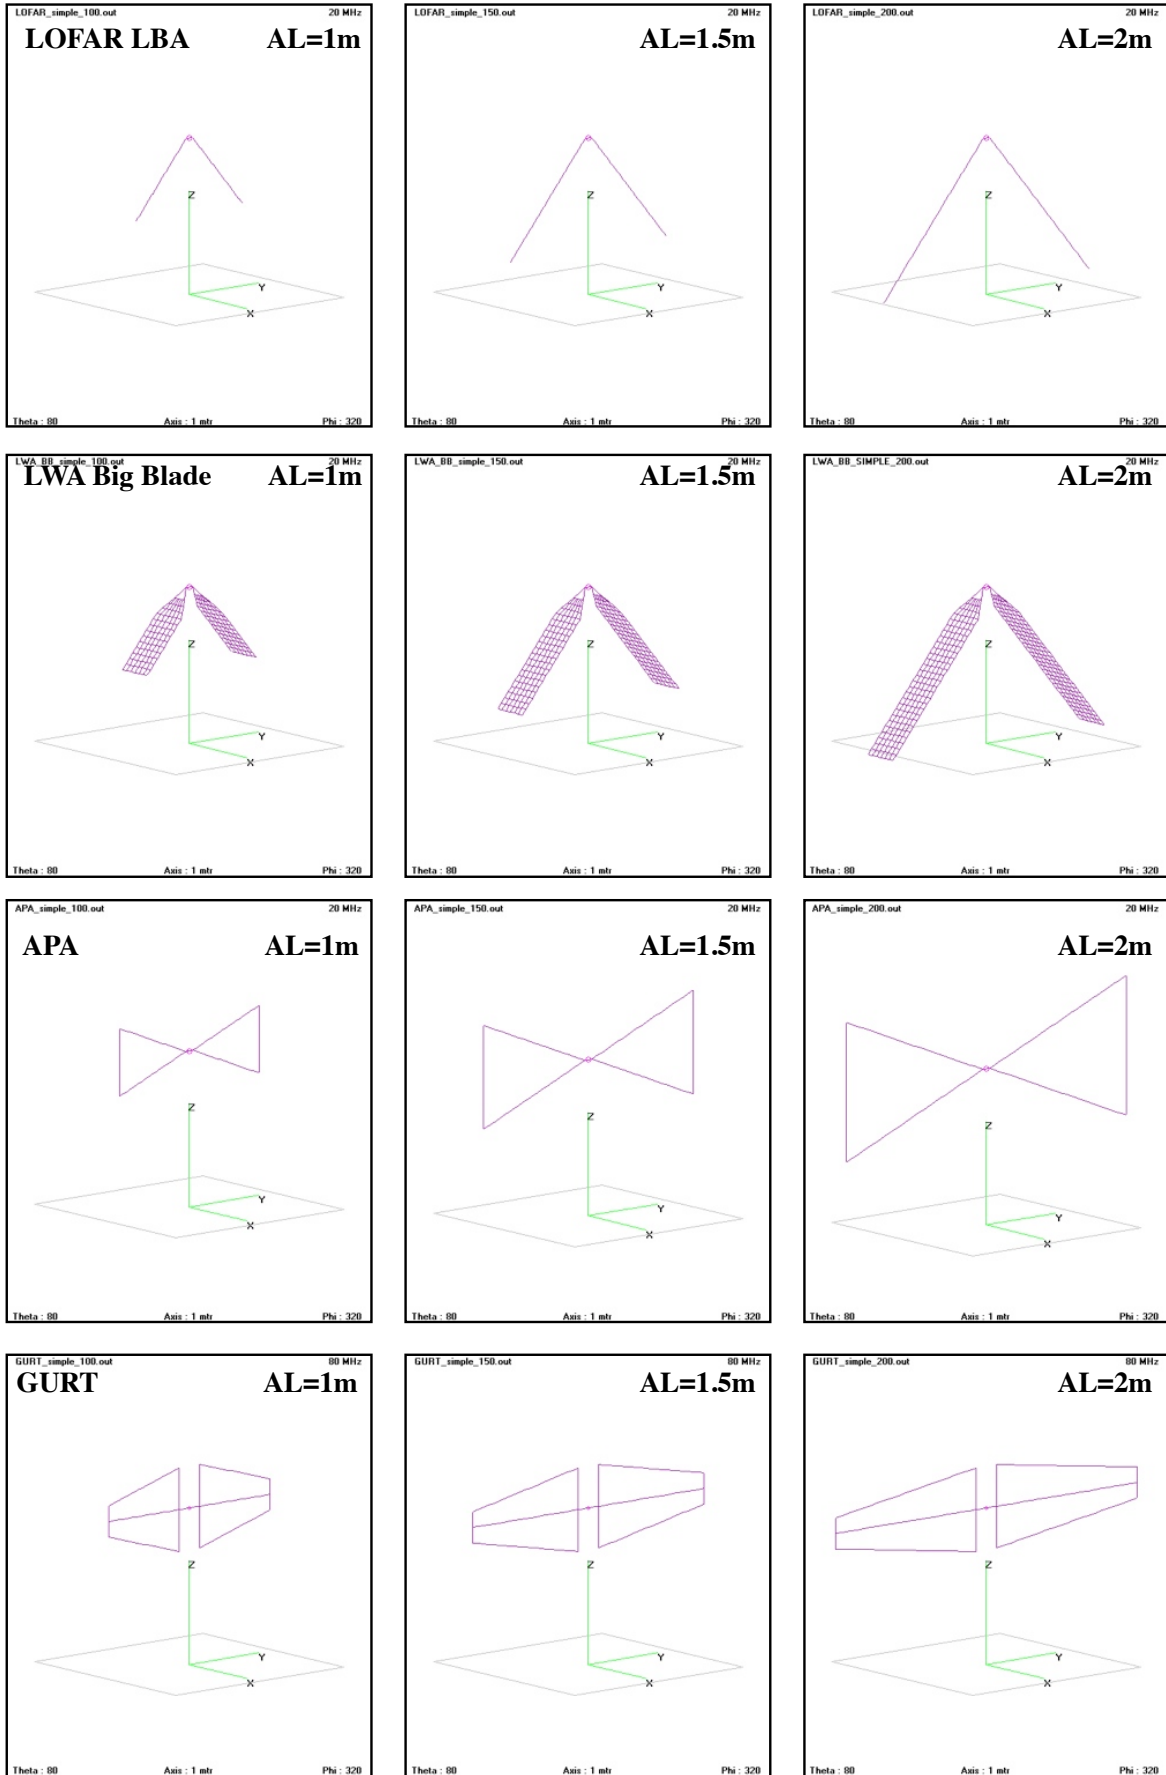 LOFAR_simple_100.out 20 MHz
LOFAR LBA AL=1m
Z
Y
X
Theta : 80 Axis : 1 mtr Phi : 320
LOFAR_simple_150.out 20 MHz
AL=1.5m
Z
Y
X
Theta : 80 Axis : 1 mtr Phi : 320
LOFAR_simple_200.out 20 MHz
AL=2m
Z
Y
X
Theta : 80 Axis : 1 mtr Phi : 320
LWA_BB_simple_100.out 20 MHz
LWA Big Blade AL=1m
Z
Y
X
Theta : 80 Axis : 1 mtr Phi : 320
LWA_BB_simple_150.out 20 MHz
AL=1.5m
Z
Y
X
Theta : 80 Axis : 1 mtr Phi : 320
LWA_BB_SIMPLE_200.out 20 MHz
AL=2m
Z
Y
X
Theta : 80 Axis : 1 mtr Phi : 320
APA_simple_100.out 20 MHz
APA AL=1m
Z
Y
X
Theta : 80 Axis : 1 mtr Phi : 320
APA_simple_150.out 20 MHz
AL=1.5m
Z
Y
X
Theta : 80 Axis : 1 mtr Phi : 320
APA_simple_200.out 20 MHz
AL=2m
Z
Y
X
Theta : 80 Axis : 1 mtr Phi : 320
GURT_simple_100.out 80 MHz
GURT AL=1m
Z
Y
X
Theta : 80 Axis : 1 mtr Phi : 320
GURT_simple_150.out 80 MHz
AL=1.5m
Z
Y
X
Theta : 80 Axis : 1 mtr Phi : 320
GURT_simple_200.out 80 MHz
AL=2m
Z
Y
X
Theta : 80 Axis : 1 mtr Phi : 320